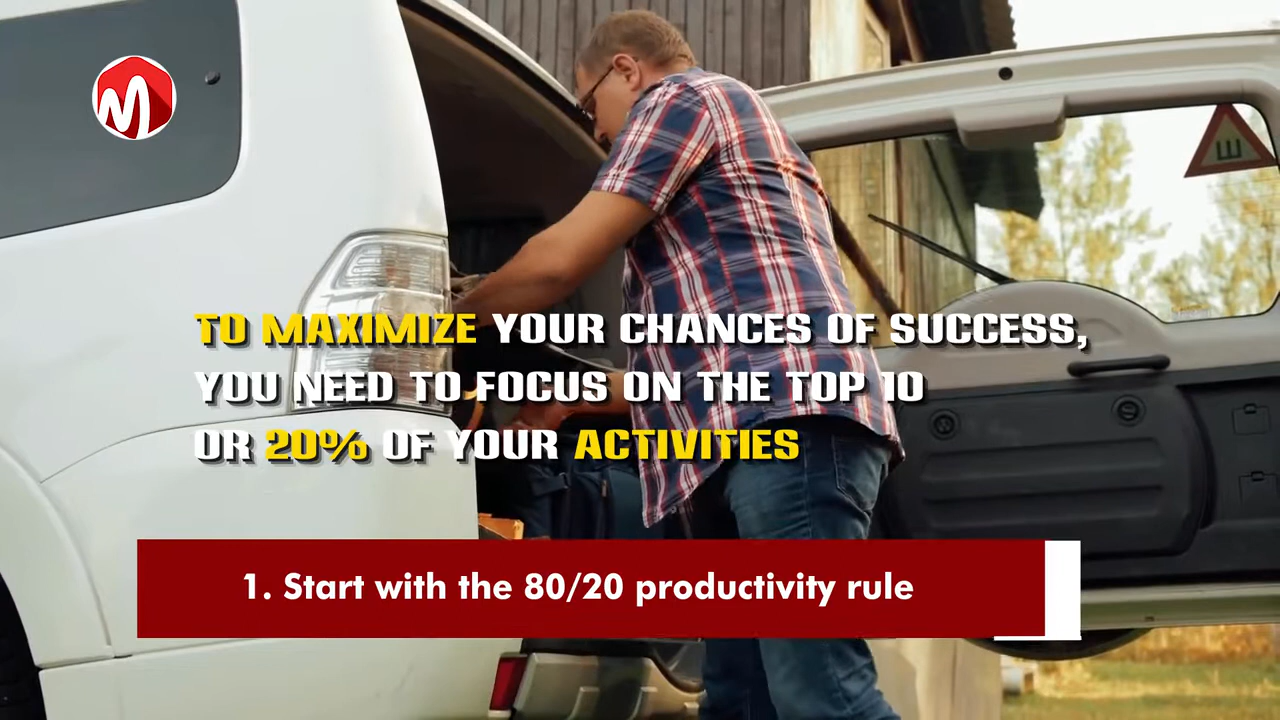 M
Ш
TO MAXIMIZE YOUR CHANCES OF SUCCESS,
YOU NEED TO FOCUS ON THE TOP 10
OR 20% OF YOUR ACTIVITIES
1. Start with the 80/20 productivity rule